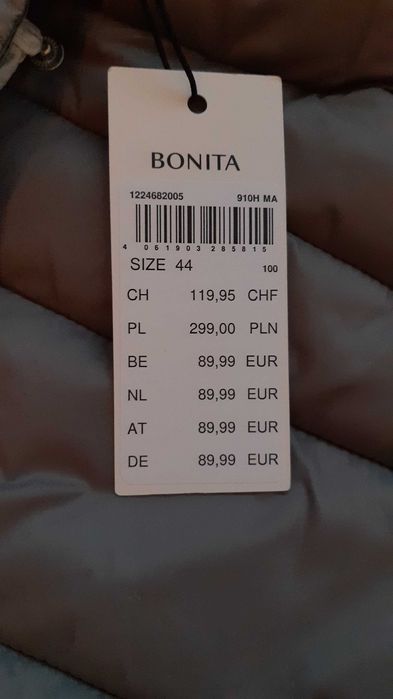 BONITA
1224682005 910H MA
4 051903 285815
SIZE 44 100
CH 119,95 CHF
PL 299,00 PLN
BE 89,99 EUR
NL 89,99 EUR
AT 89,99 EUR
DE 89,99 EUR